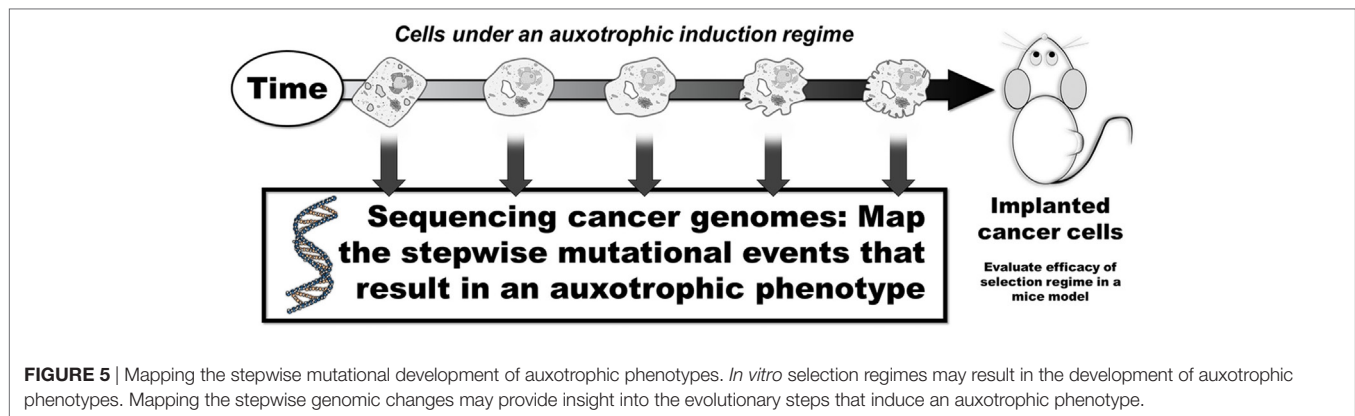 Cells under an auxotrophic induction regime
Time
Sequencing cancer genomes: Map
the stepwise mutational events that
result in an auxotrophic phenotype
Implanted
cancer cells
Evaluate efficacy of
selection regime in a
mice model
FIGURE 5 | Mapping the stepwise mutational development of auxotrophic phenotypes. In vitro selection regimes may result in the development of auxotrophic
phenotypes. Mapping the stepwise genomic changes may provide insight into the evolutionary steps that induce an auxotrophic phenotype.